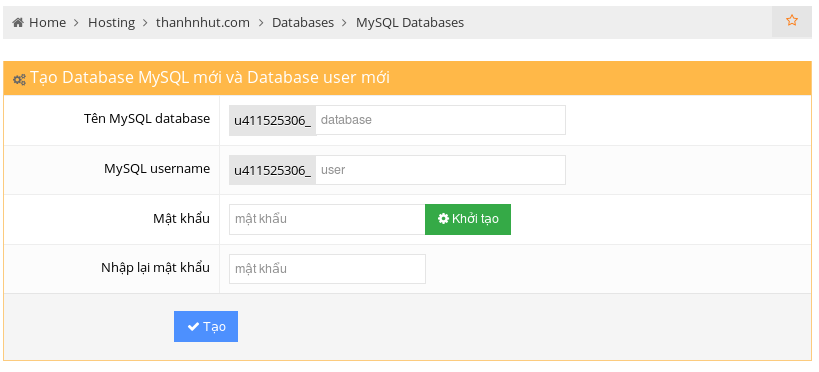 Home > Hosting > thanhnhut.com > Databases > MySQL Databases
Tạo Database MySQL mới và Database user mới
Tên MySQL database u411525306_ database
MySQL username u411525306_ user
Mật khẩu mật khẩu Khởi tạo
Nhập lại mật khẩu mật khẩu
Tạo